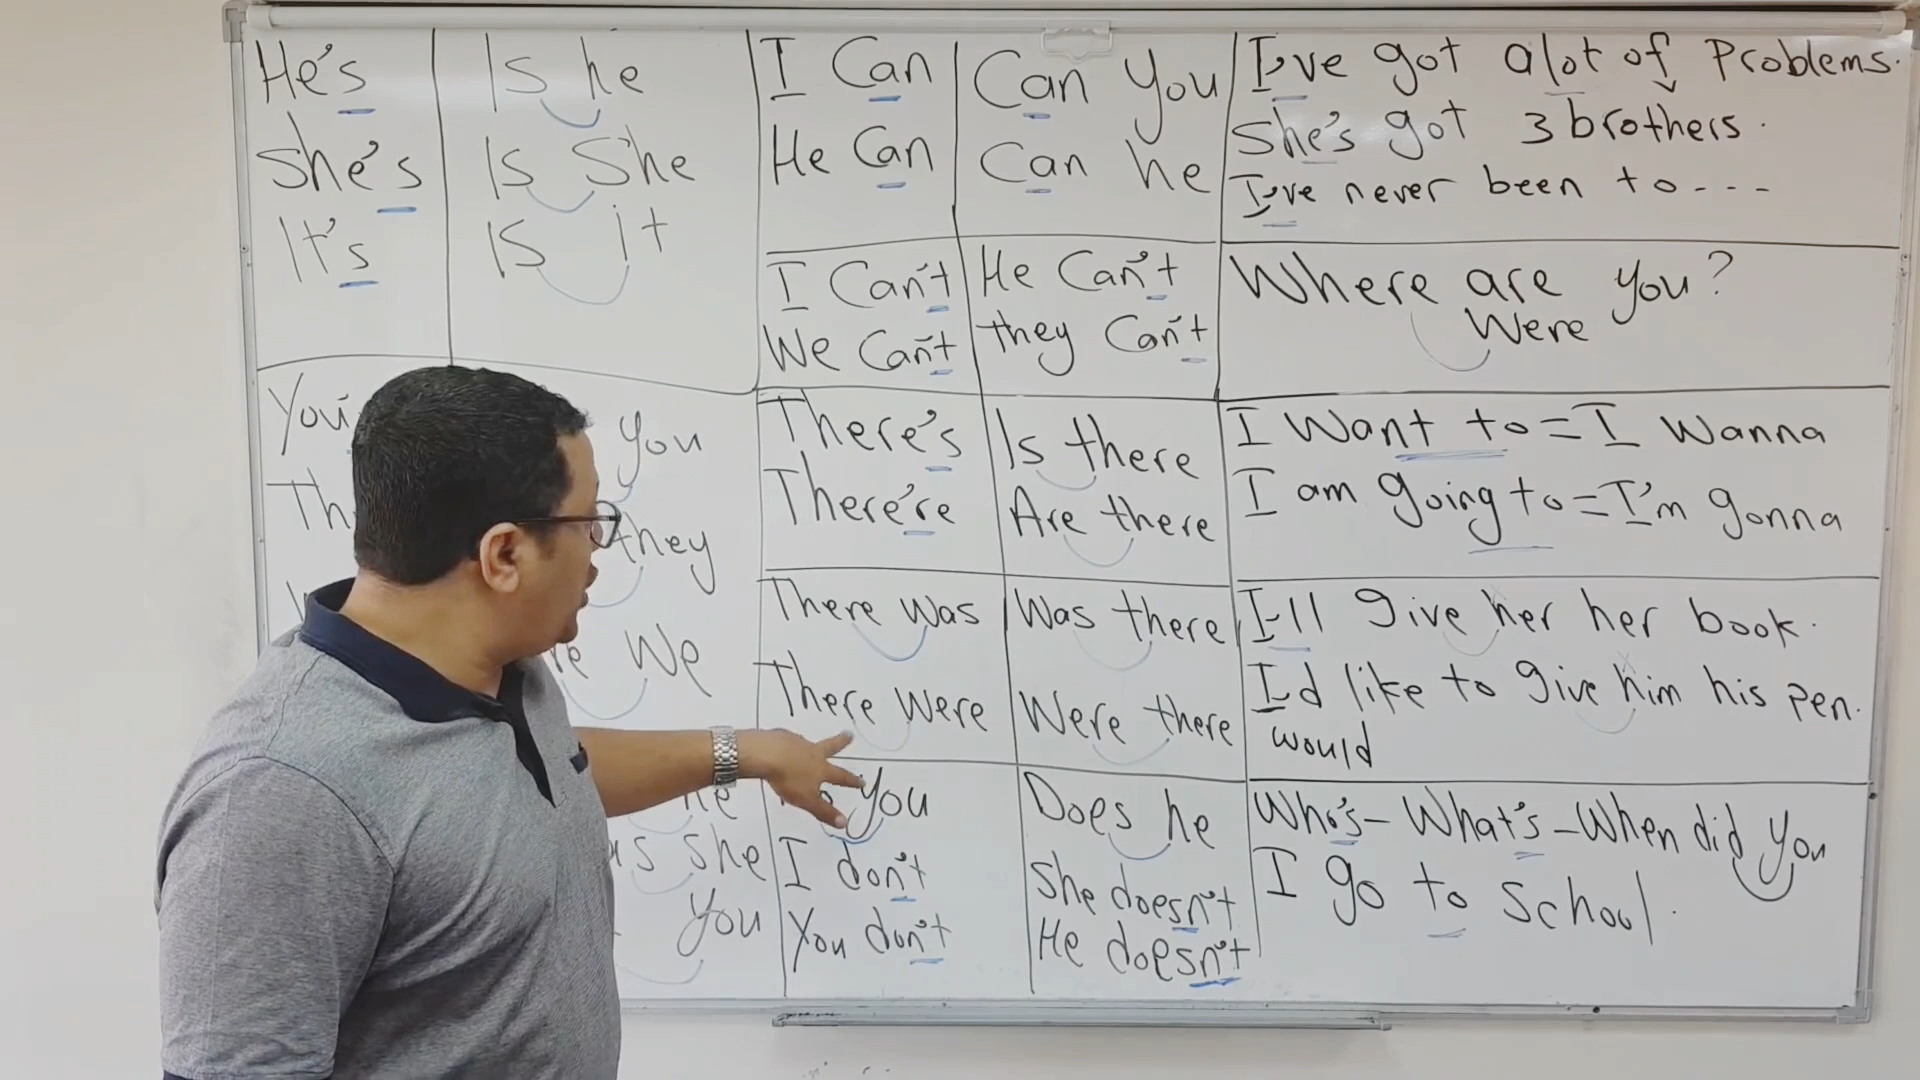 He's
She's
It's
Is he
Is She
Is it
I Can
He Can
Can You
Can he
I've got alot of Problems.
She's got 3 brothers.
I've never been to ----
I Can't
We Can't
He Can't
they Can't
Where are you?
Were
you
they
We
There's
There're
Is there
Are there
I Want to = I Wanna
I am going to = I'm gonna
There was
There were
Was there
Were there
I'll give her her book.
I'd like to give him his pen.
would
he
she
you
you
I don't
You don't
Does he
She doesn't
He doesn't
Who's - What's - When did you
I go to School.